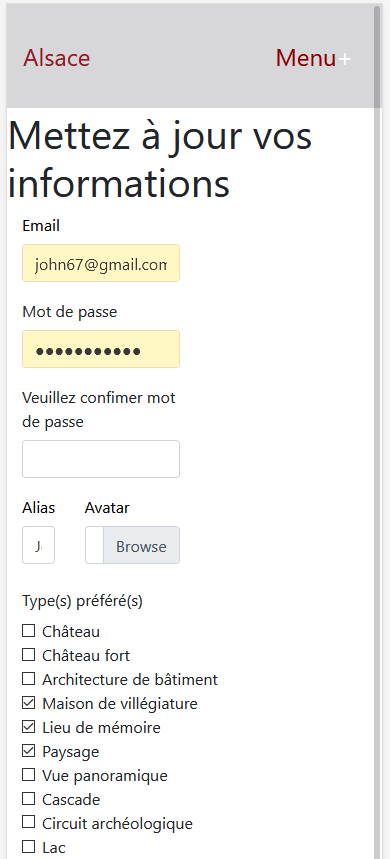 Alsace Menu+
Mettez à jour vos
informations
Email
john67@gmail.com
Mot de passe
●●●●●●●●●●●
Veuillez confimer mot
de passe
Alias Avatar
Browse
Type(s) préféré(s)
Château
Château fort
Architecture de bâtiment
Maison de villégiature
Lieu de mémoire
Paysage
Vue panoramique
Cascade
Circuit archéologique
Lac